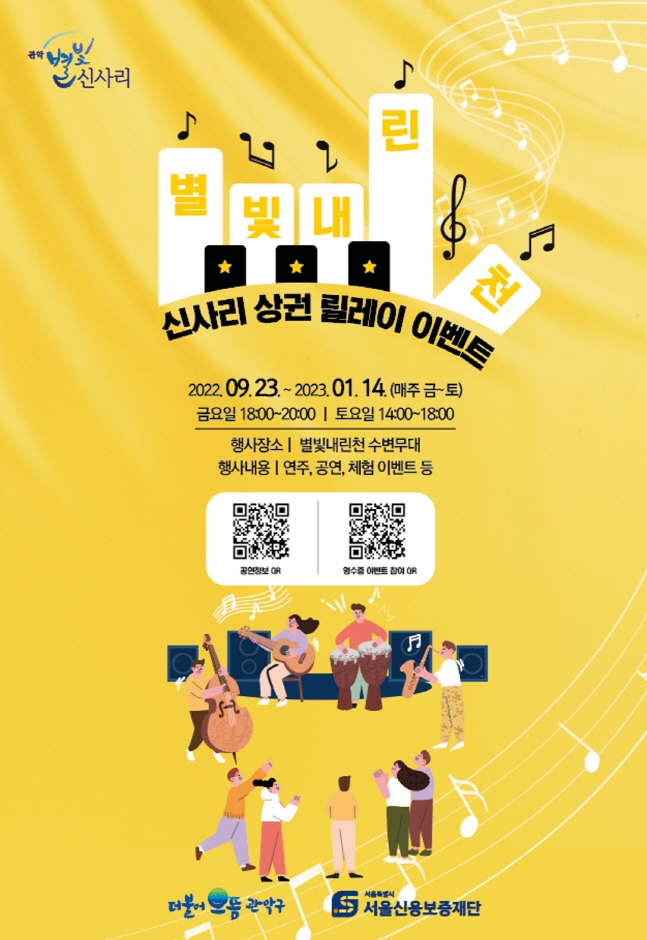 관악 별빛 신사리
별빛내린천
신사리 상권 릴레이 이벤트
2022. 09. 23. ~ 2023. 01. 14. (매주 금~토)
금요일 18:00~20:00 | 토요일 14:00~18:00
행사장소 | 별빛내린천 수변무대
행사내용 | 연주, 공연, 체험 이벤트 등
공연정보 QR
영수증 이벤트 참여 QR
더불어 으뜸 관악구
서울특별시
서울신용보증재단